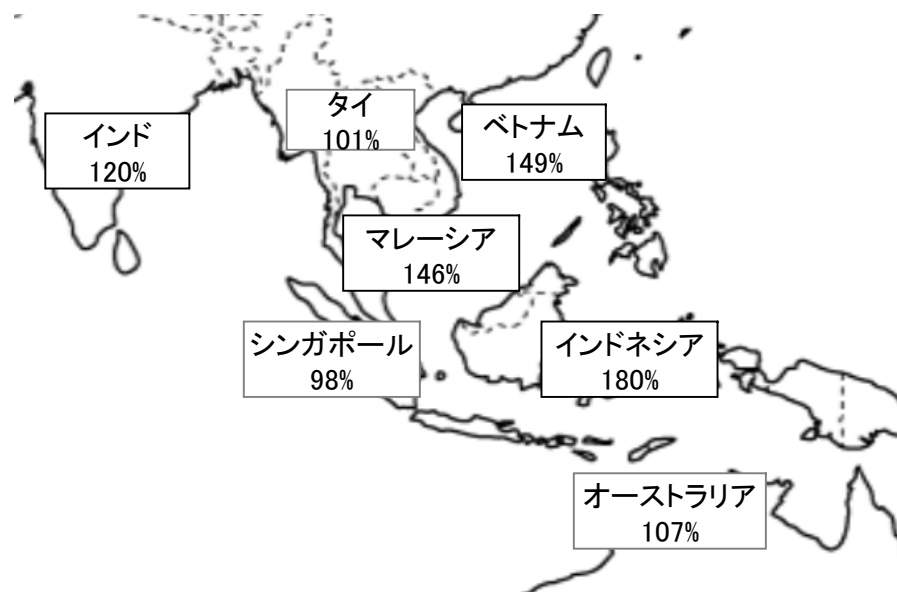 タイ
101%
インド
120%
ベトナム
149%
マレーシア
146%
シンガポール
98%
インドネシア
180%
オーストラリア
107%